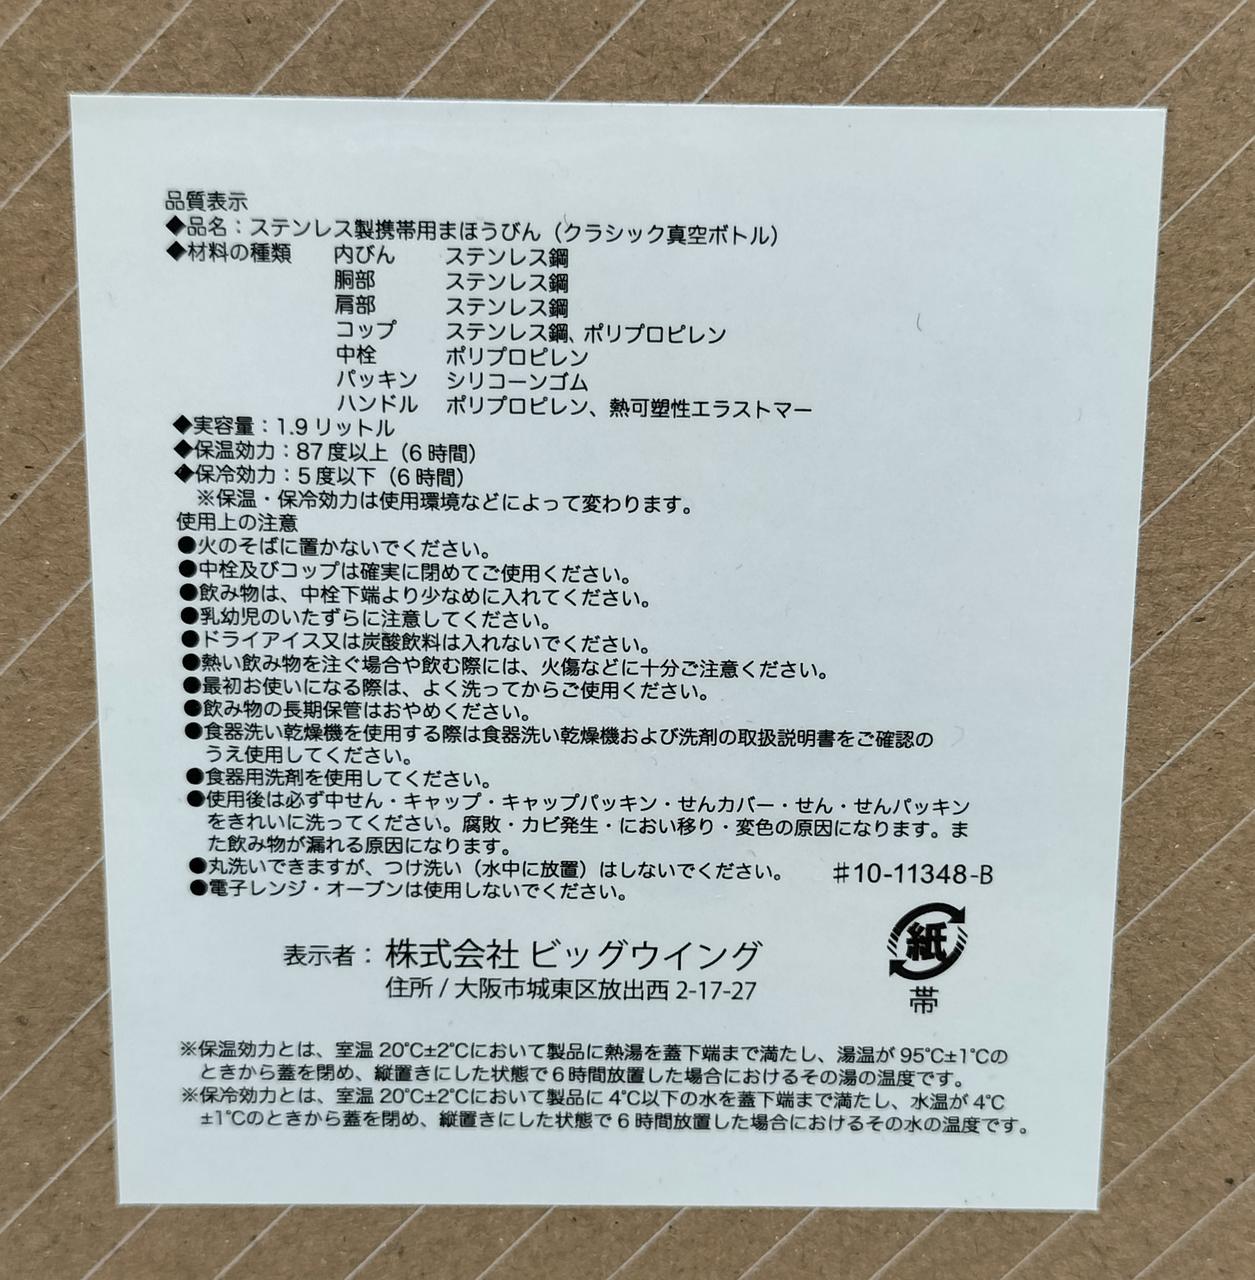 品質表示
◆品名：ステンレス製携帯用まほうびん（クラシック真空ボトル）
◆材料の種類 内びん ステンレス鋼
胴部 ステンレス鋼
肩部 ステンレス鋼
コップ ステンレス鋼、ポリプロピレン
中栓 ポリプロピレン
パッキン シリコーンゴム
ハンドル ポリプロピレン、熱可塑性エラストマー
◆実容量：1.9リットル
◆保温効力：87度以上（6時間）
◆保冷効力：5度以下（6時間）
※保温・保冷効力は使用環境などによって変わります。
使用上の注意
●火のそばに置かないでください。
●中栓及びコップは確実に閉めてご使用ください。
●飲み物は、中栓下端より少なめに入れてください。
●乳幼児のいたずらに注意してください。
●ドライアイス又は炭酸飲料は入れないでください。
●熱い飲み物を注ぐ場合や飲む際には、火傷などに十分ご注意ください。
●最初お使いになる際は、よく洗ってからご使用ください。
●飲み物の長期保管はおやめください。
●食器洗い乾燥機を使用する際は食器洗い乾燥機および洗剤の取扱説明書をご確認の
うえ使用してください。
●食器用洗剤を使用してください。
●使用後は必ず中せん・キャップ・キャップパッキン・せんカバー・せん・せんパッキン
をきれいに洗ってください。腐敗・カビ発生・におい移り・変色の原因になります。ま
た飲み物が漏れる原因になります。
●丸洗いできますが、つけ洗い（水中に放置）はしないでください。
●電子レンジ・オーブンは使用しないでください。
♯10-11348-B
表示者：株式会社 ビッグウイング
住所 / 大阪市城東区放出西 2-17-27
紙
帯
※保温効力とは、室温20℃±2℃において製品に熱湯を蓋下端まで満たし、湯温が95℃±1℃の
ときから蓋を閉め、縦置きにした状態で6時間放置した場合におけるその湯の温度です。
※保冷効力とは、室温20℃±2℃において製品に4℃以下の水を蓋下端まで満たし、水温が4℃
±1℃のときから蓋を閉め、縦置きにした状態で6時間放置した場合におけるその水の温度です。